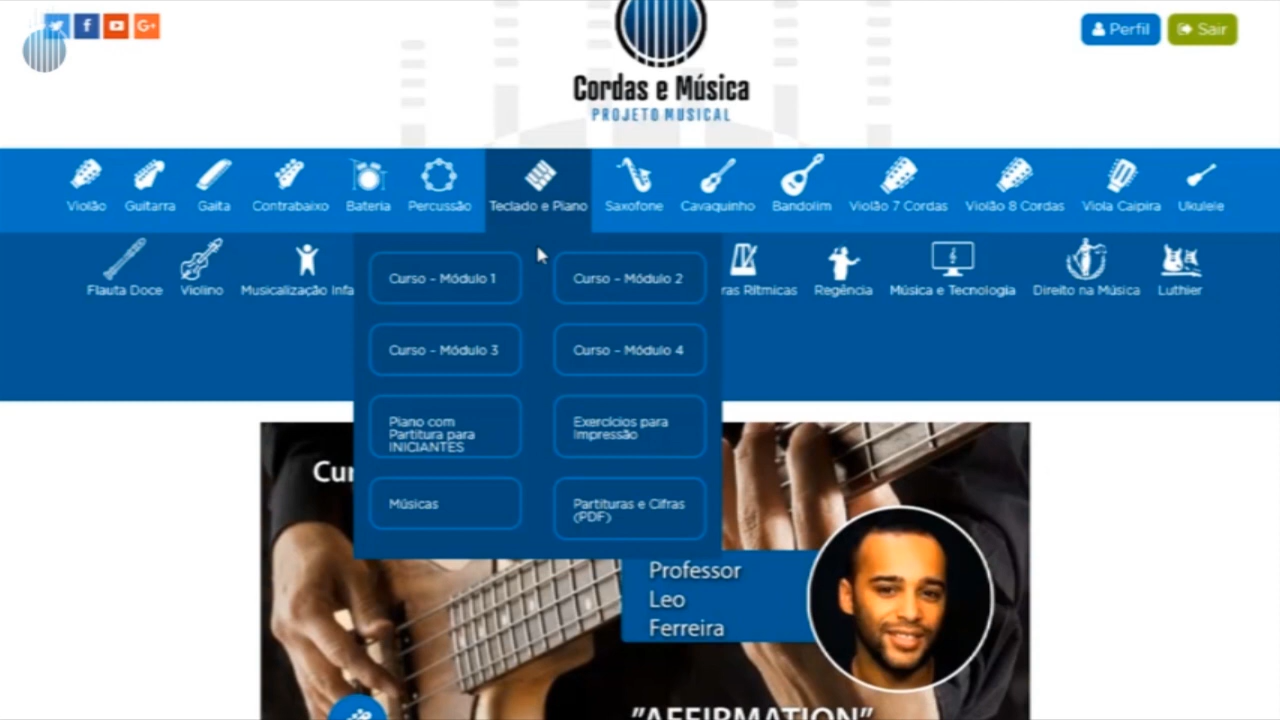 Perfil
Sair
Cordas e Música
PROJETO MUSICAL
Violão
Guitarra
Gaita
Contrabaixo
Bateria
Percussão
Teclado e Piano
Saxofone
Cavaquinho
Bandolim
Violão 7 Cordas
Violão 8 Cordas
Viola Caipira
Ukulele
Flauta Doce
Violino
Musicalização Infa
ras Rítmicas
Regência
Música e Tecnologia
Direito na Música
Luthier
Curso - Módulo 1
Curso - Módulo 2
Curso - Módulo 3
Curso - Módulo 4
Piano com
Partitura para
INICIANTES
Exercícios para
Impressão
Músicas
Partituras e Cifras
(PDF)
Cur
Professor
Leo
Ferreira
"AFFIRMATION"